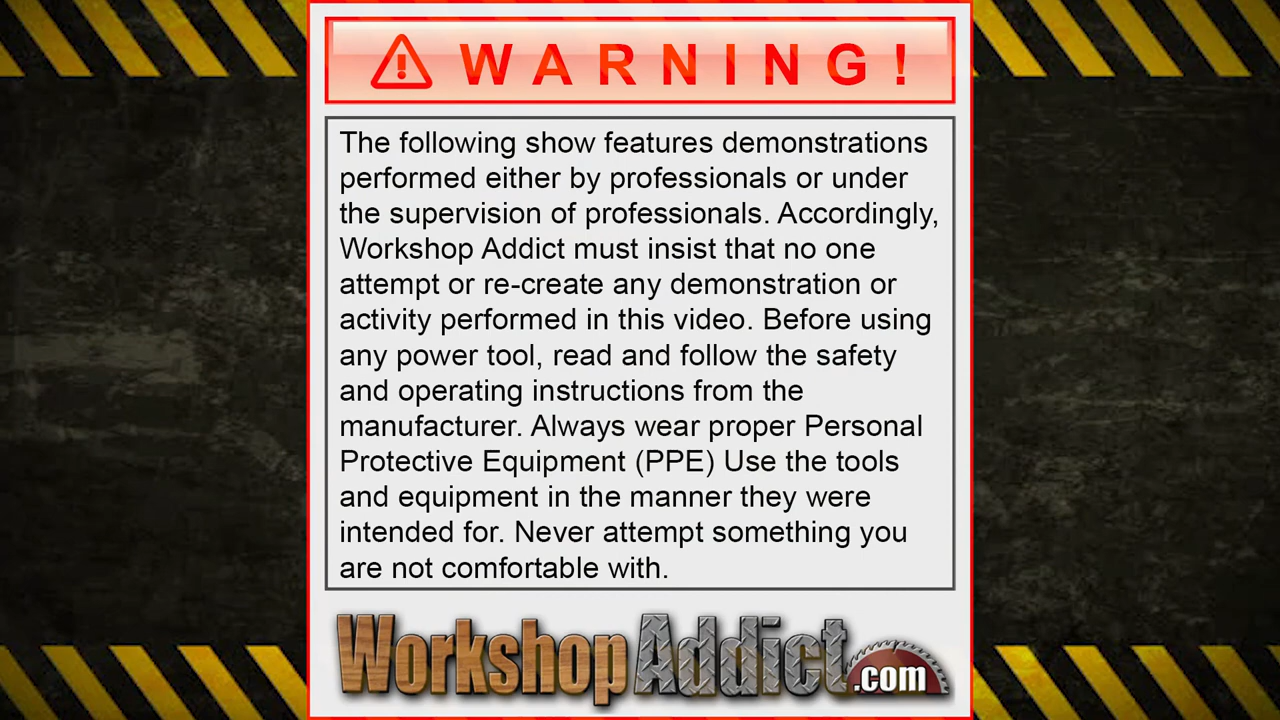 WARNING!
The following show features demonstrations
performed either by professionals or under
the supervision of professionals. Accordingly,
Workshop Addict must insist that no one
attempt or re-create any demonstration or
activity performed in this video. Before using
any power tool, read and follow the safety
and operating instructions from the
manufacturer. Always wear proper Personal
Protective Equipment (PPE) Use the tools
and equipment in the manner they were
intended for. Never attempt something you
are not comfortable with.
WorkshopAddict.com